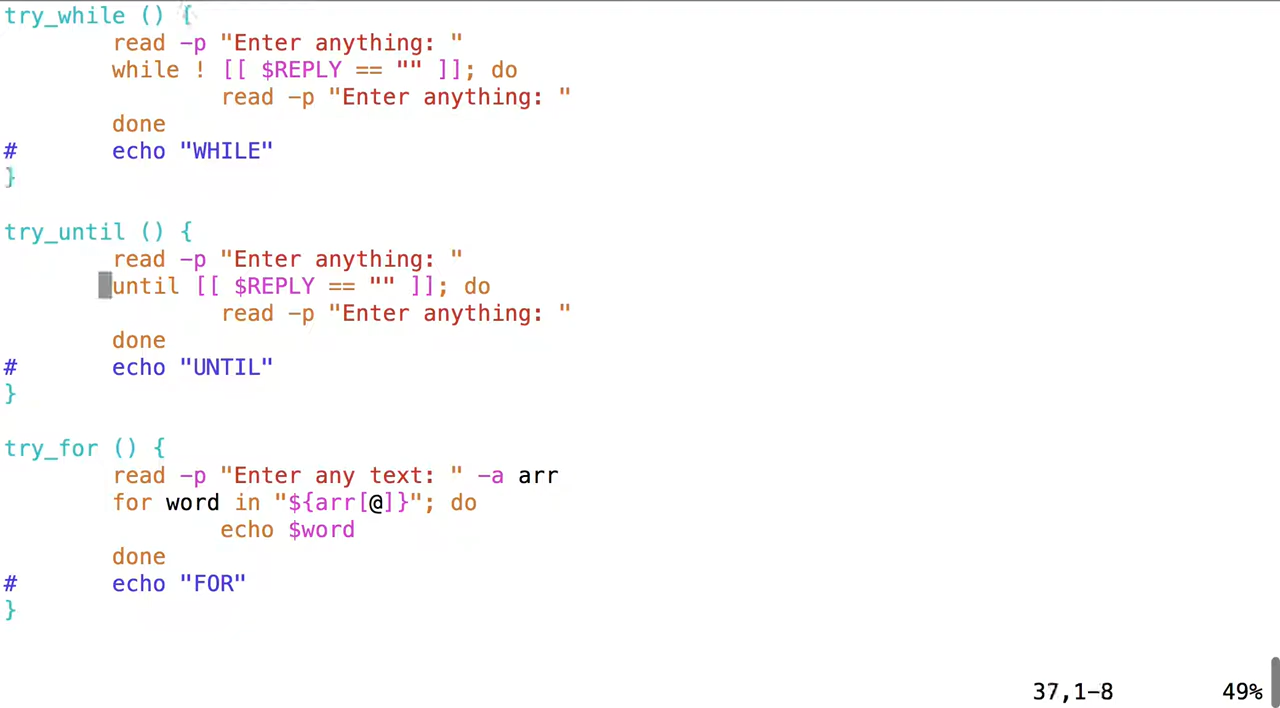 try_while () {
        read -p "Enter anything: "
        while ! [[ $REPLY == "" ]]; do
                read -p "Enter anything: "
        done
#       echo "WHILE"
}
try_until () {
        read -p "Enter anything: "
        until [[ $REPLY == "" ]]; do
                read -p "Enter anything: "
        done
#       echo "UNTIL"
}
try_for () {
        read -p "Enter any text: " -a arr
        for word in "${arr[@]}"; do
                echo $word
        done
#       echo "FOR"
}
37,1-8 49%